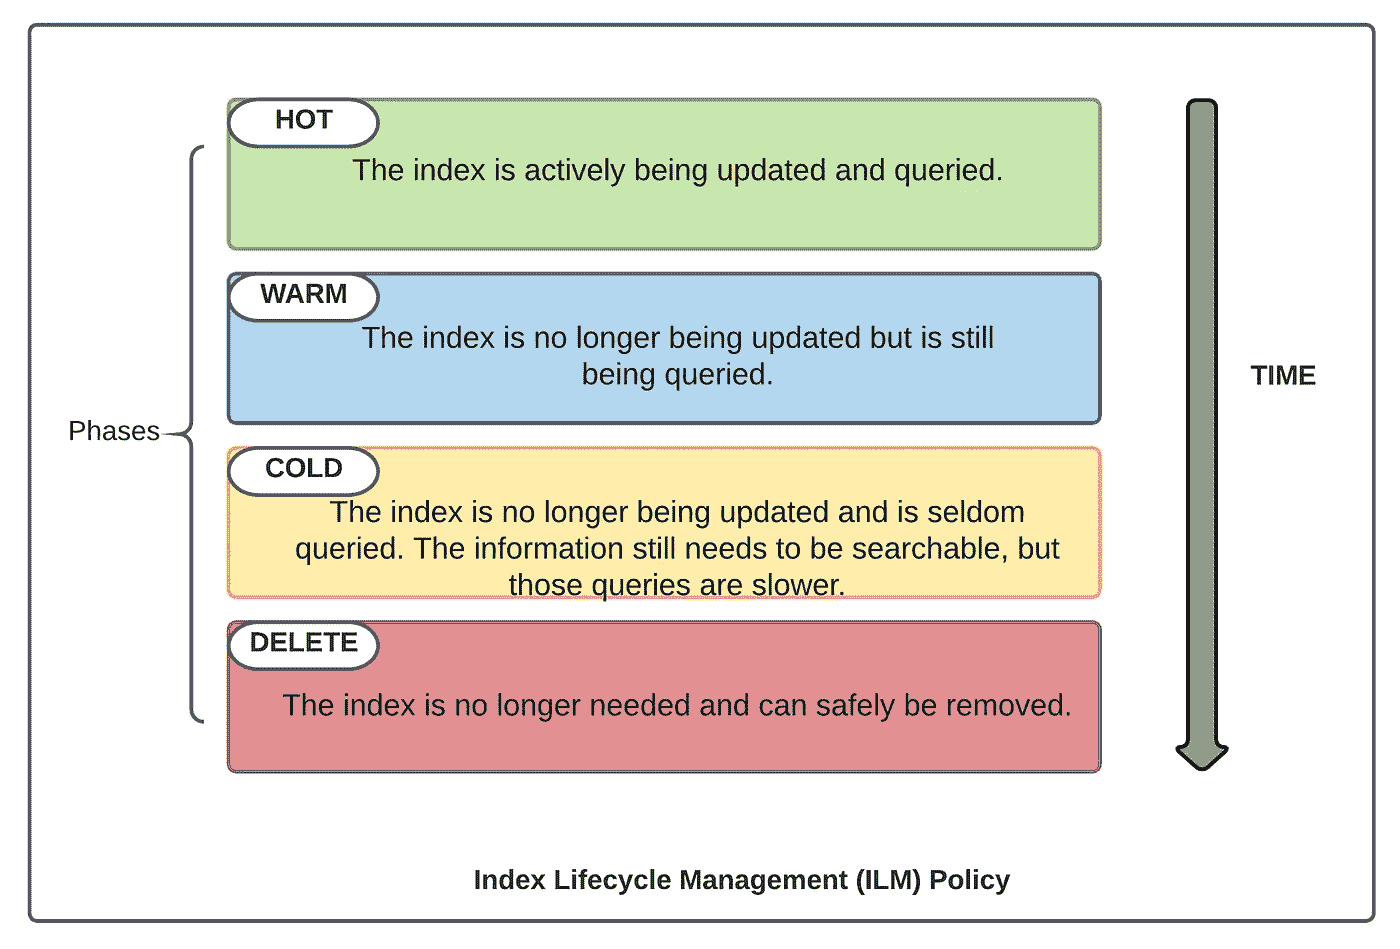 HOT
The index is actively being updated and queried.
WARM
The index is no longer being updated but is still
being queried.
TIME
Phases
COLD
The index is no longer being updated and is seldom
queried. The information still needs to be searchable, but
those queries are slower.
DELETE
The index is no longer needed and can safely be removed.
Index Lifecycle Management (ILM) Policy